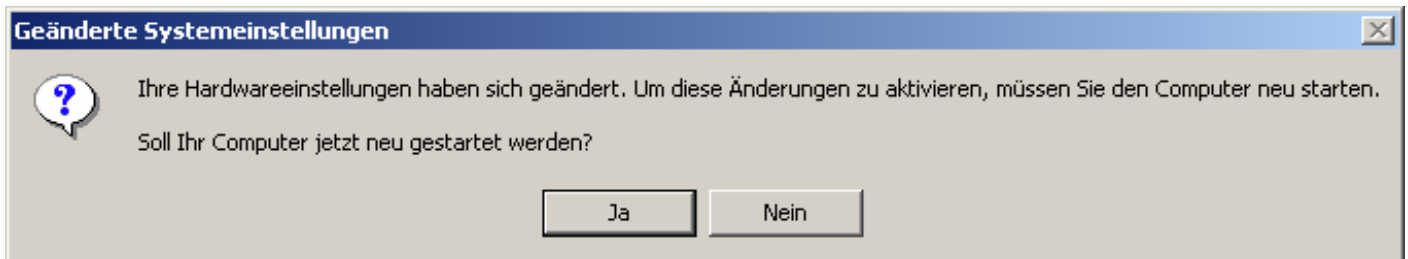 Geänderte Systemeinstellungen
Ihre Hardwareeinstellungen haben sich geändert. Um diese Änderungen zu aktivieren, müssen Sie den Computer neu starten.
Soll Ihr Computer jetzt neu gestartet werden?
Ja Nein